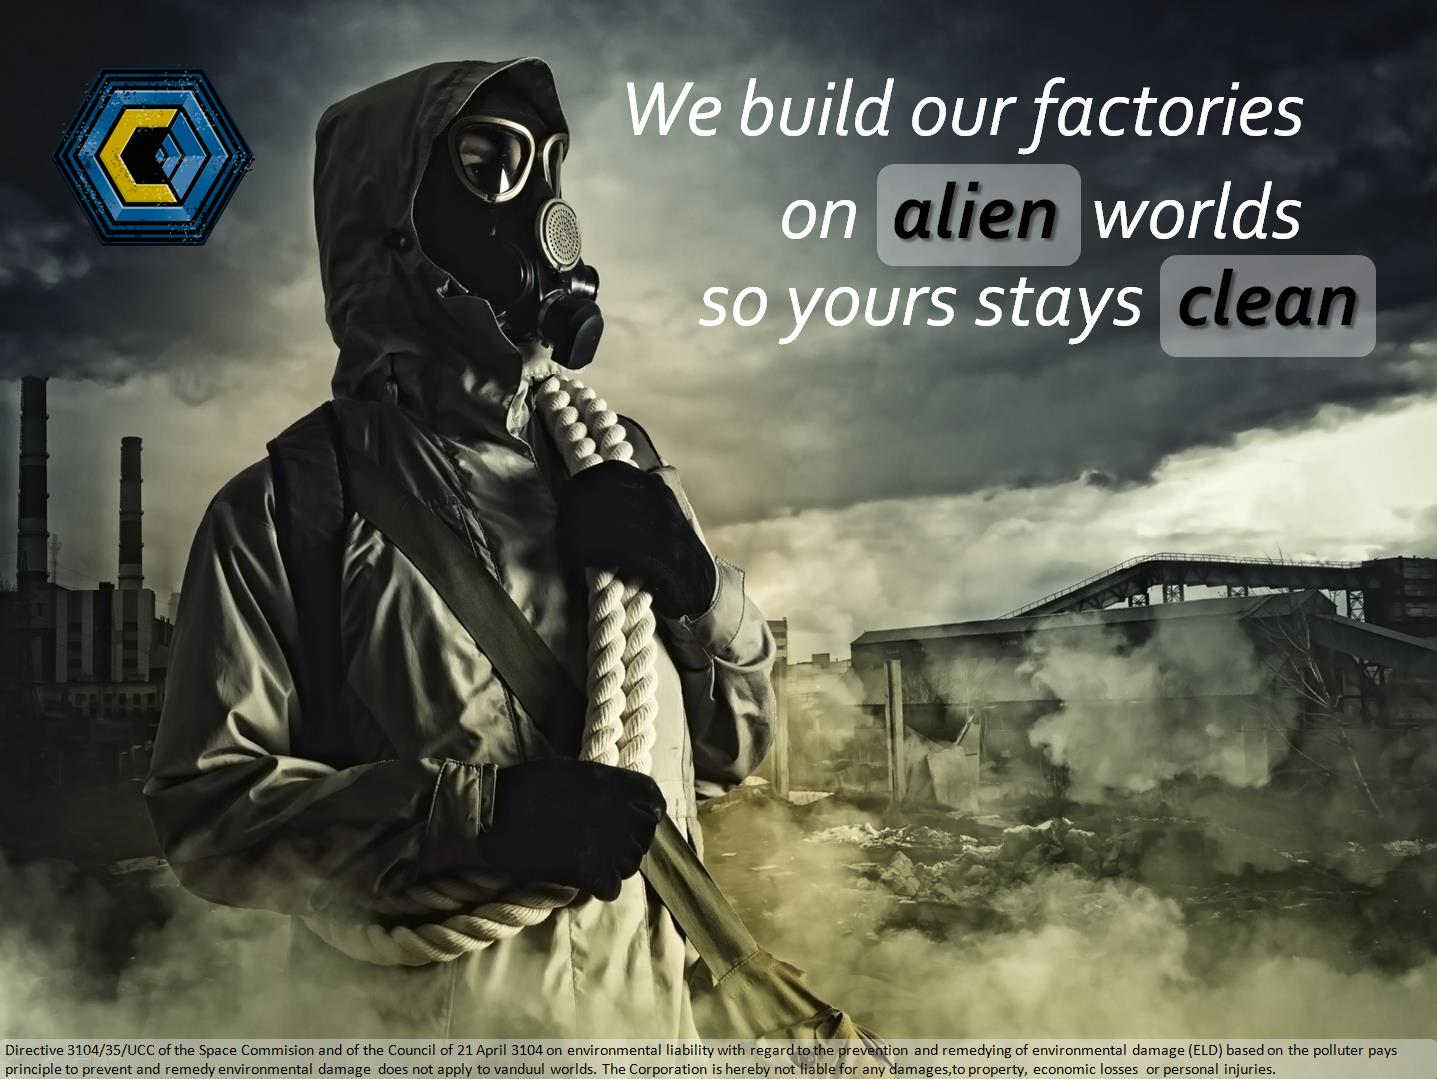 We build our factories
on alien worlds
so yours stays clean
Directive 3104/35/UCC of the Space Commision and of the Council of 21 April 3104 on environmental liability with regard to the prevention and remedying of environmental damage (ELD) based on the polluter pays
principle to prevent and remedy environmental damage does not apply to vanduul worlds. The Corporation is hereby not liable for any damages,to property, economic losses or personal injuries.